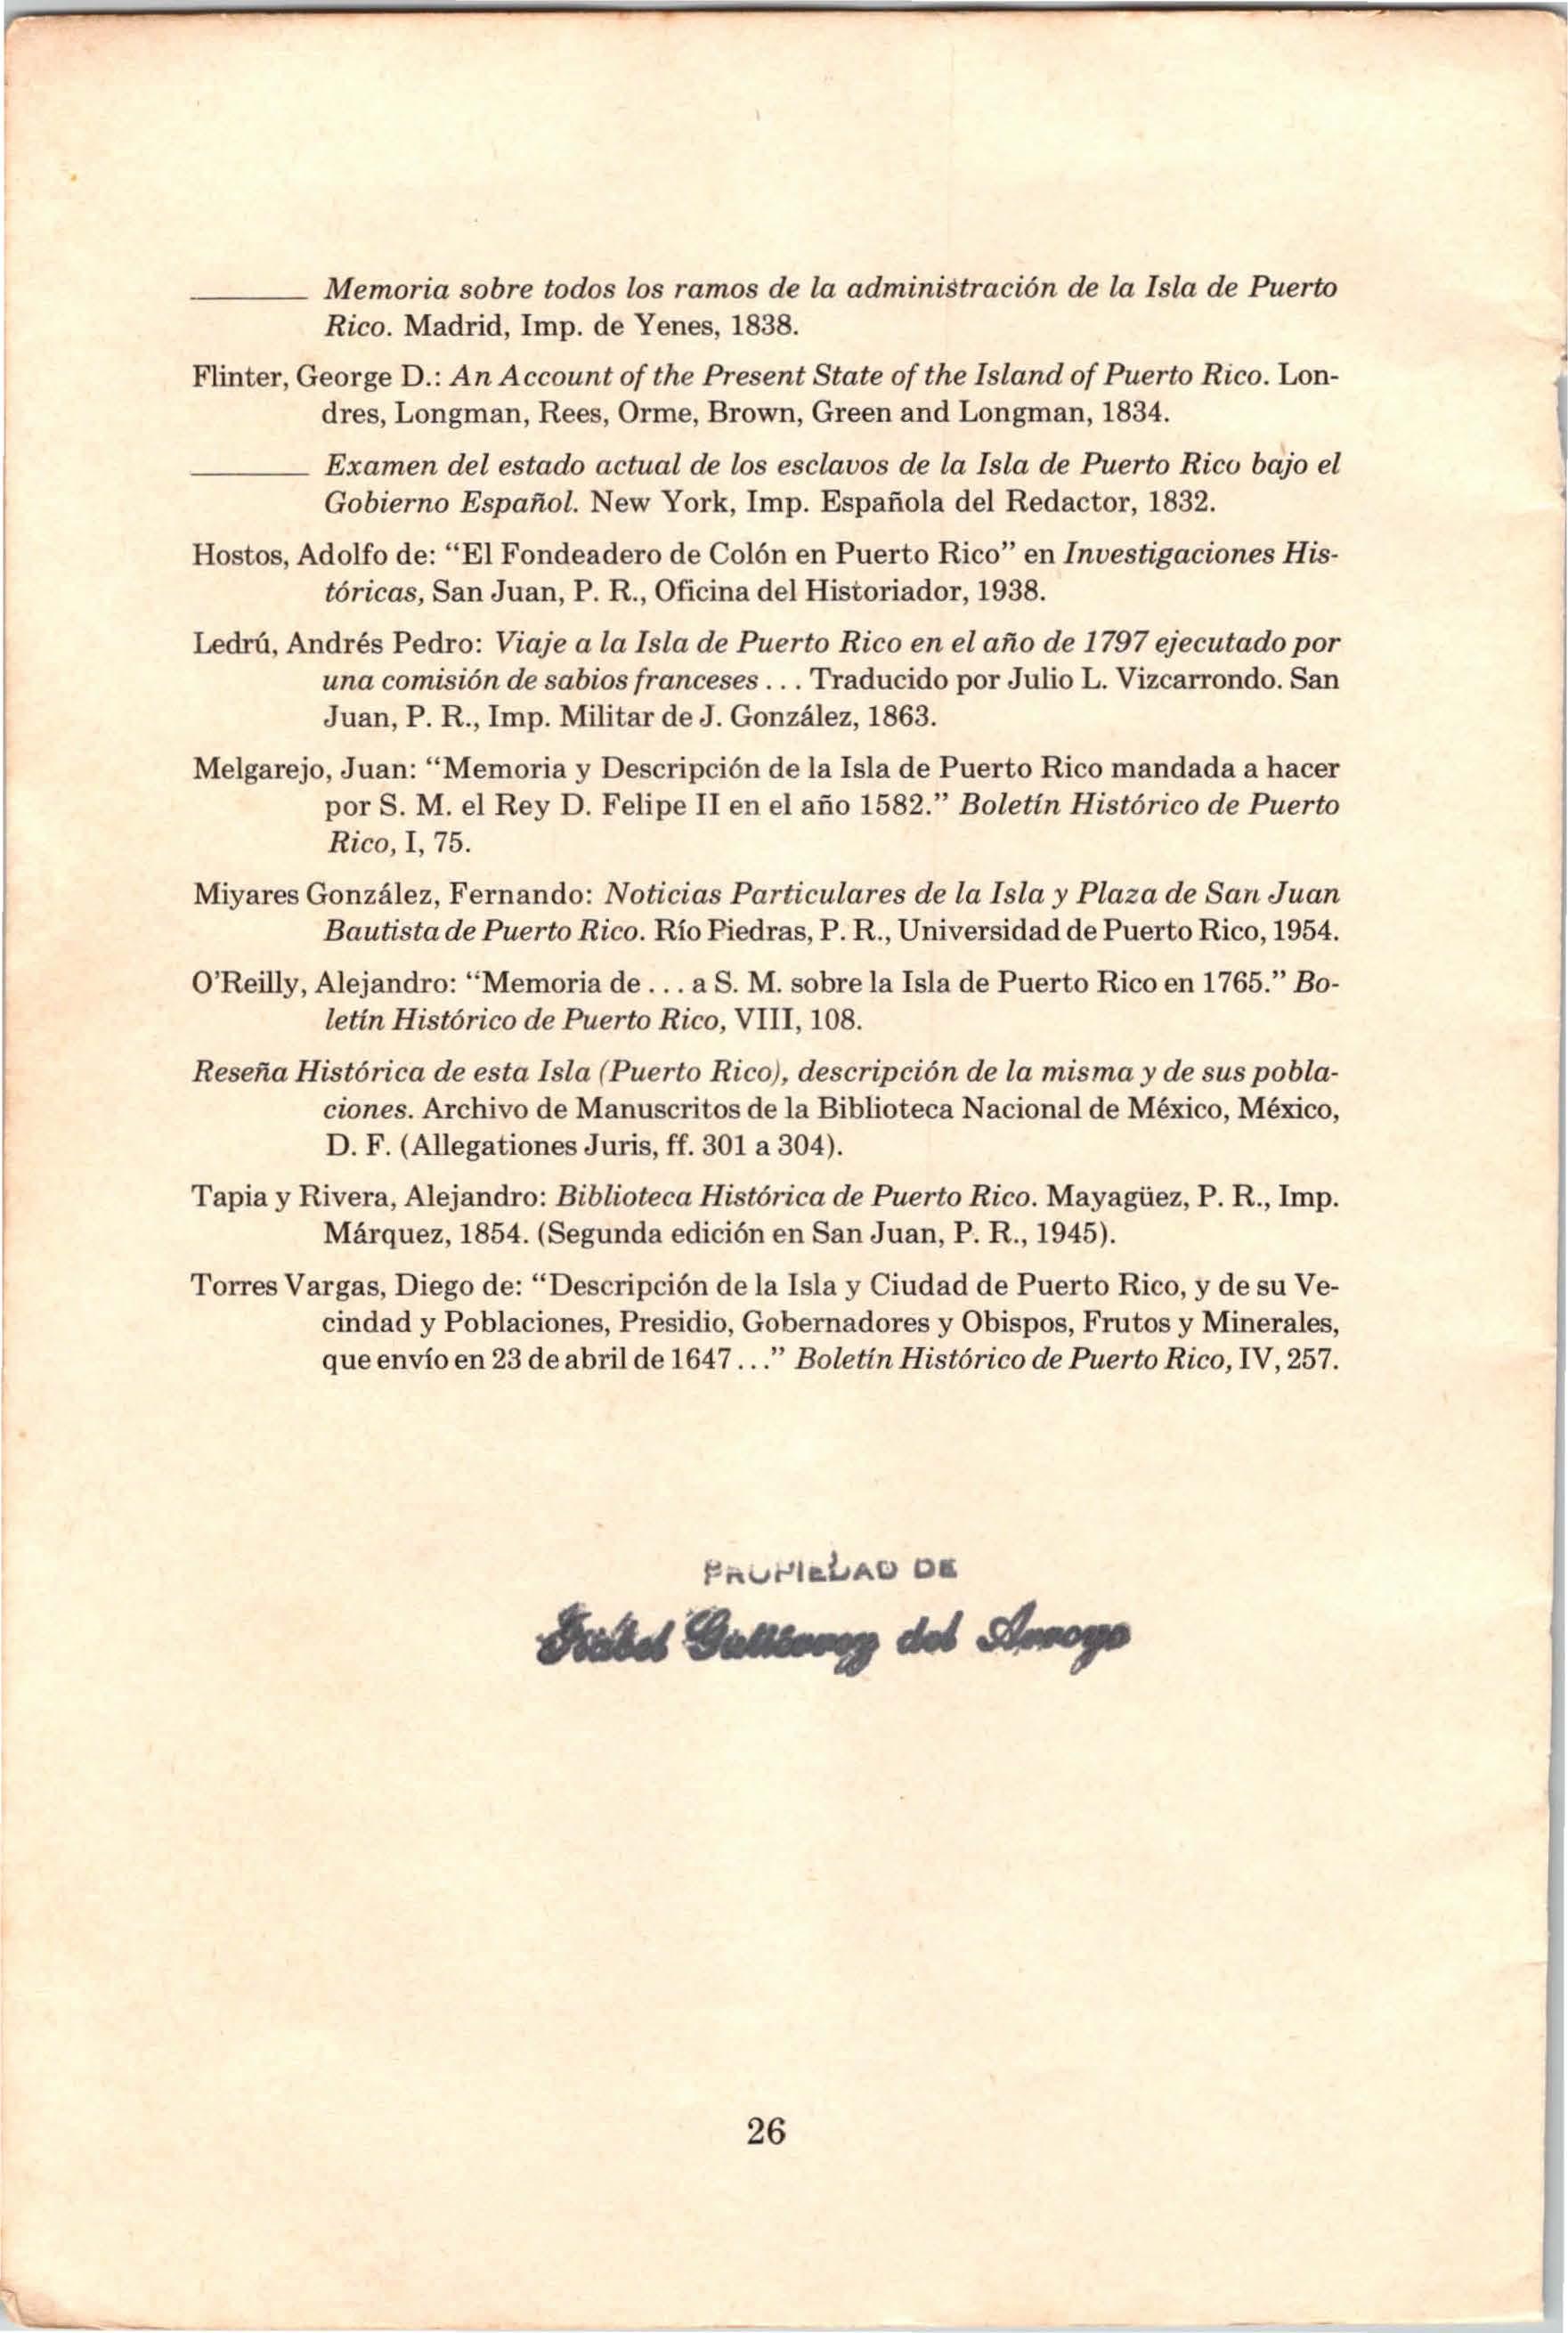 ________ Memoria sobre todos los ramos de la administración de la Isla de Puerto
Rico. Madrid, Imp. de Yenes, 1838.
Flinter, George D.: An Account of the Present State of the Island of Puerto Rico. Lon-
dres, Longman, Rees, Orme, Brown, Green and Longman, 1834.
________ Examen del estado actual de los esclavos de la Isla de Puerto Rico bajo el
Gobierno Español. New York, Imp. Española del Redactor, 1832.
Hostos, Adolfo de: “El Fondeadero de Colón en Puerto Rico” en Investigaciones His-
tóricas, San Juan, P. R., Oficina del Historiador, 1938.
Ledrú, Andrés Pedro: Viaje a la Isla de Puerto Rico en el año de 1797 ejecutado por
una comisión de sabios franceses . . . Traducido por Julio L. Vizcarrondo. San
Juan, P. R., Imp. Militar de J. González, 1863.
Melgarejo, Juan: “Memoria y Descripción de la Isla de Puerto Rico mandada a hacer
por S. M. el Rey D. Felipe II en el año 1582.” Boletín Histórico de Puerto
Rico, I, 75.
Miyares González, Fernando: Noticias Particulares de la Isla y Plaza de San Juan
Bautista de Puerto Rico. Río Piedras, P. R., Universidad de Puerto Rico, 1954.
O’Reilly, Alejandro: “Memoria de . . . a S. M. sobre la Isla de Puerto Rico en 1765.” Bo-
letín Histórico de Puerto Rico, VIII, 108.
Reseña Histórica de esta Isla (Puerto Rico), descripción de la misma y de sus pobla-
ciones. Archivo de Manuscritos de la Biblioteca Nacional de México, México,
D. F. (Allegationes Juris, ff. 301 a 304).
Tapia y Rivera, Alejandro: Biblioteca Histórica de Puerto Rico. Mayagüez, P. R., Imp.
Márquez, 1854. (Segunda edición en San Juan, P. R., 1945).
Torres Vargas, Diego de: “Descripción de la Isla y Ciudad de Puerto Rico, y de su Ve-
cindad y Poblaciones, Presidio, Gobernadores y Obispos, Frutos y Minerales,
que envío en 23 de abril de 1647 . . .” Boletín Histórico de Puerto Rico, IV, 257.
PROPIEDAD DE
Isabel Gutiérrez del Arroyo
26